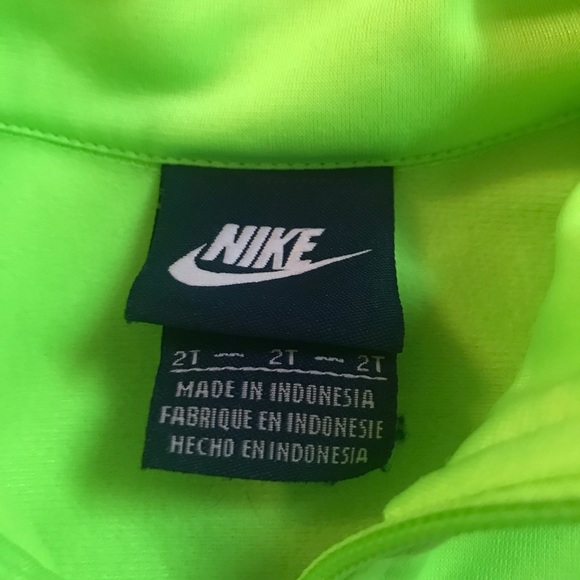 NIKE
2T ~~ 2T ~~ 2T
MADE IN INDONESIA
FABRIQUE EN INDONESIE
HECHO EN INDONESIA